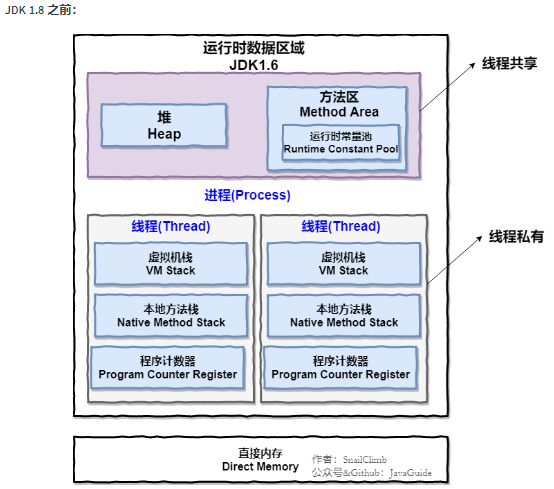 JDK 1.8 之前：
运行时数据区域
JDK1.6
线程共享
堆
Heap
方法区
Method Area
运行时常量池
Runtime Constant Pool
进程(Process)
线程(Thread)
虚拟机栈
VM Stack
本地方法栈
Native Method Stack
程序计数器
Program Counter Register
线程(Thread)
虚拟机栈
VM Stack
本地方法栈
Native Method Stack
程序计数器
Program Counter Register
线程私有
直接内存
Direct Memory
作者：SnailClimb
公众号&Github：JavaGuide